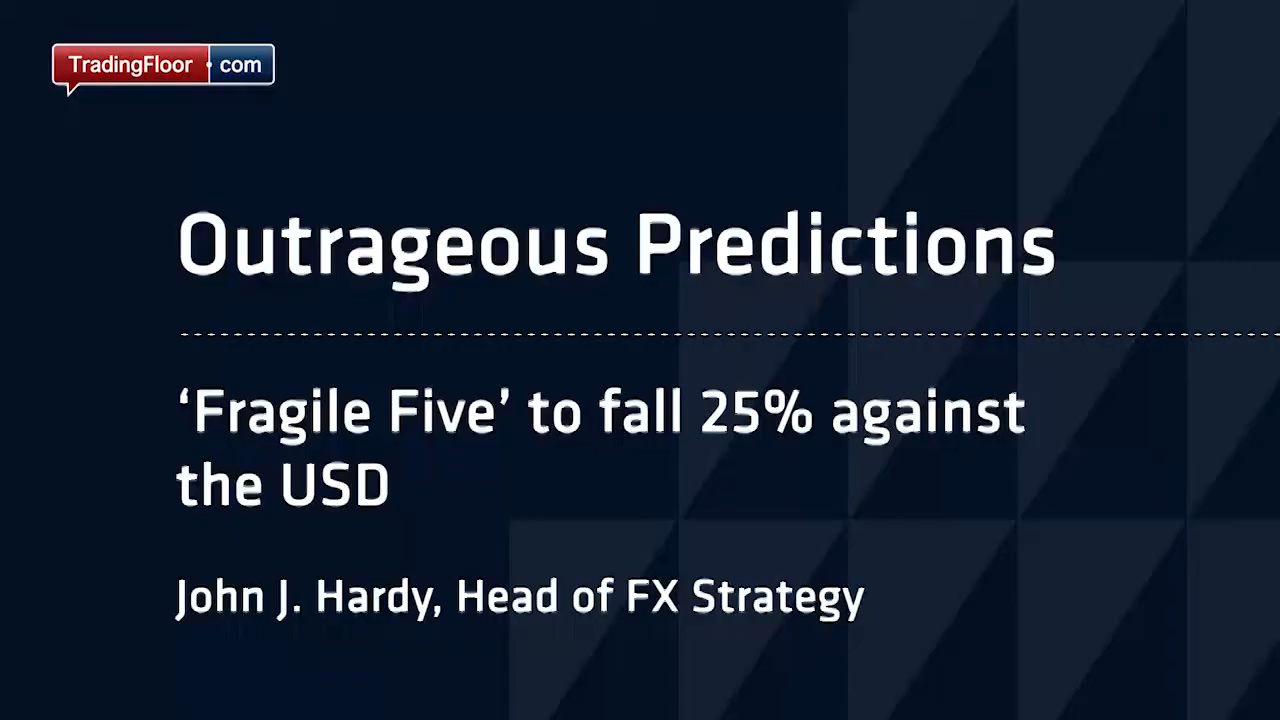 TradingFloor.com
Outrageous Predictions
‘Fragile Five’ to fall 25% against
the USD
John J. Hardy, Head of FX Strategy